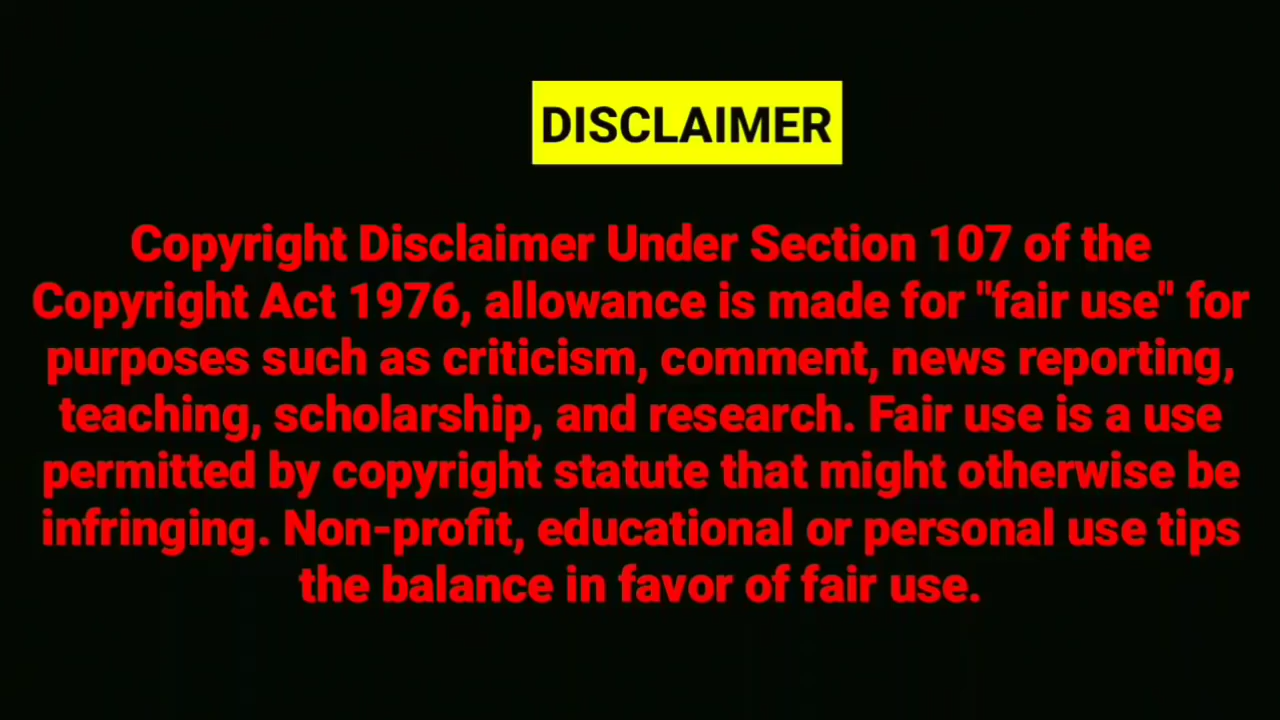 DISCLAIMER
Copyright Disclaimer Under Section 107 of the
Copyright Act 1976, allowance is made for "fair use" for
purposes such as criticism, comment, news reporting,
teaching, scholarship, and research. Fair use is a use
permitted by copyright statute that might otherwise be
infringing. Non-profit, educational or personal use tips
the balance in favor of fair use.